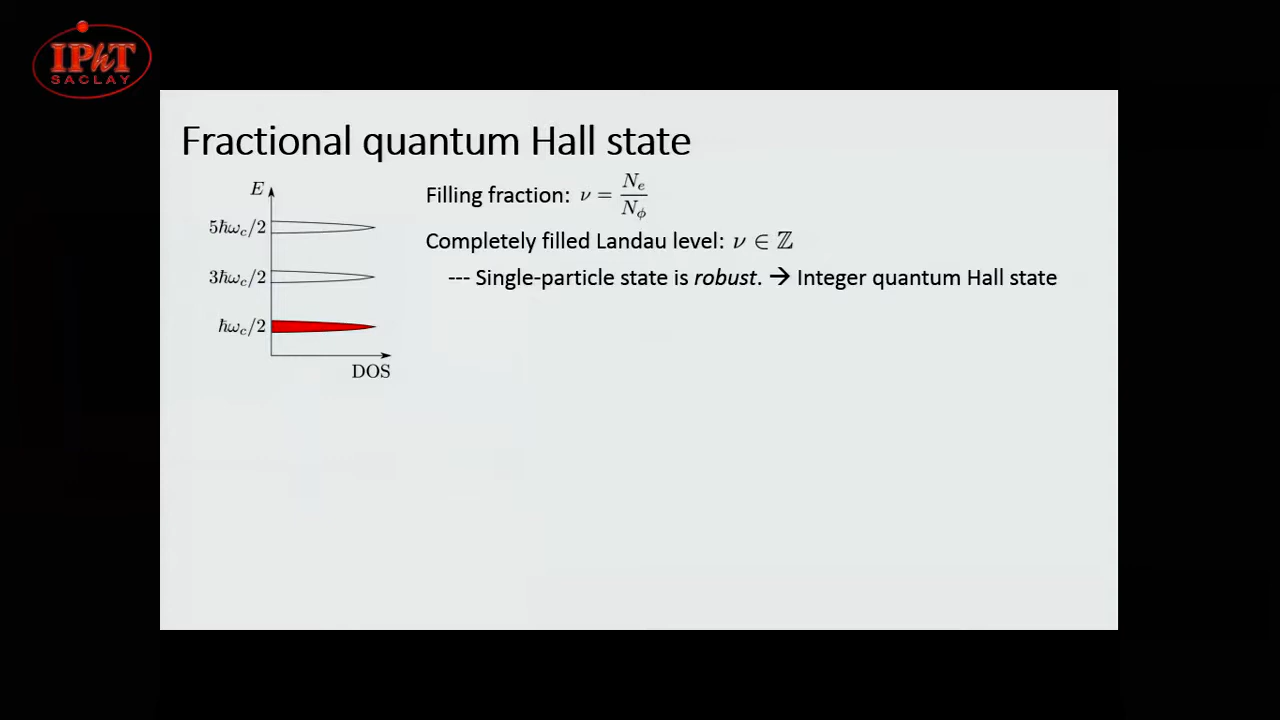 IPhT
SACLAY
Fractional quantum Hall state
E
5ℏω_c/2
3ℏω_c/2
ℏω_c/2
DOS
Filling fraction: ν = N_e / N_ϕ
Completely filled Landau level: ν ∈ ℤ
--- Single-particle state is robust. → Integer quantum Hall state